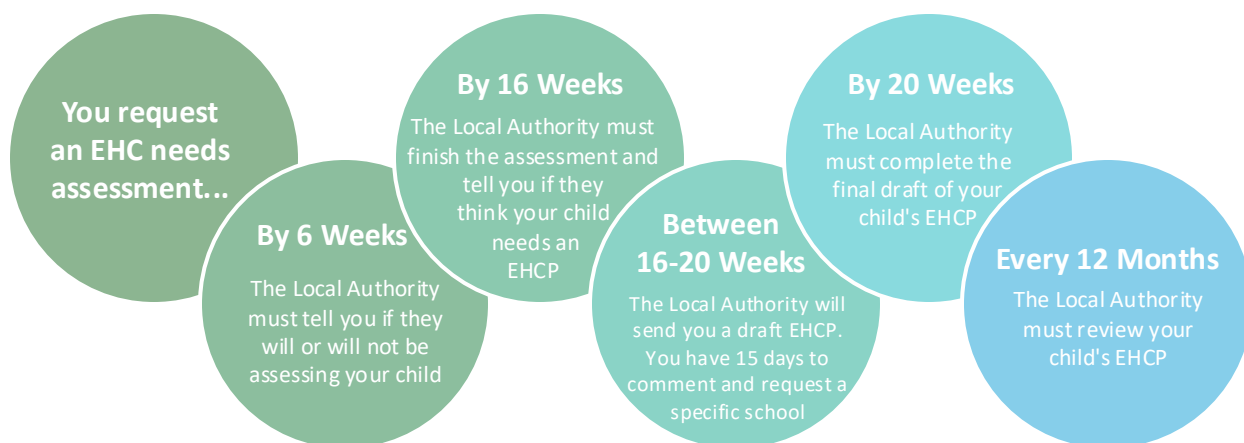 You request
an EHC needs
assessment...
By 6 Weeks
The Local Authority
must tell you if they
will or will not be
assessing your child
By 16 Weeks
The Local Authority must
finish the assessment and
tell you if they
think your child
needs an
EHCP
Between
16-20 Weeks
The Local Authority will
send you a draft EHCP.
You have 15 days to
comment and request a
specific school
By 20 Weeks
The Local Authority
must complete the
final draft of your
child's EHCP
Every 12 Months
The Local Authority
must review your
child's EHCP